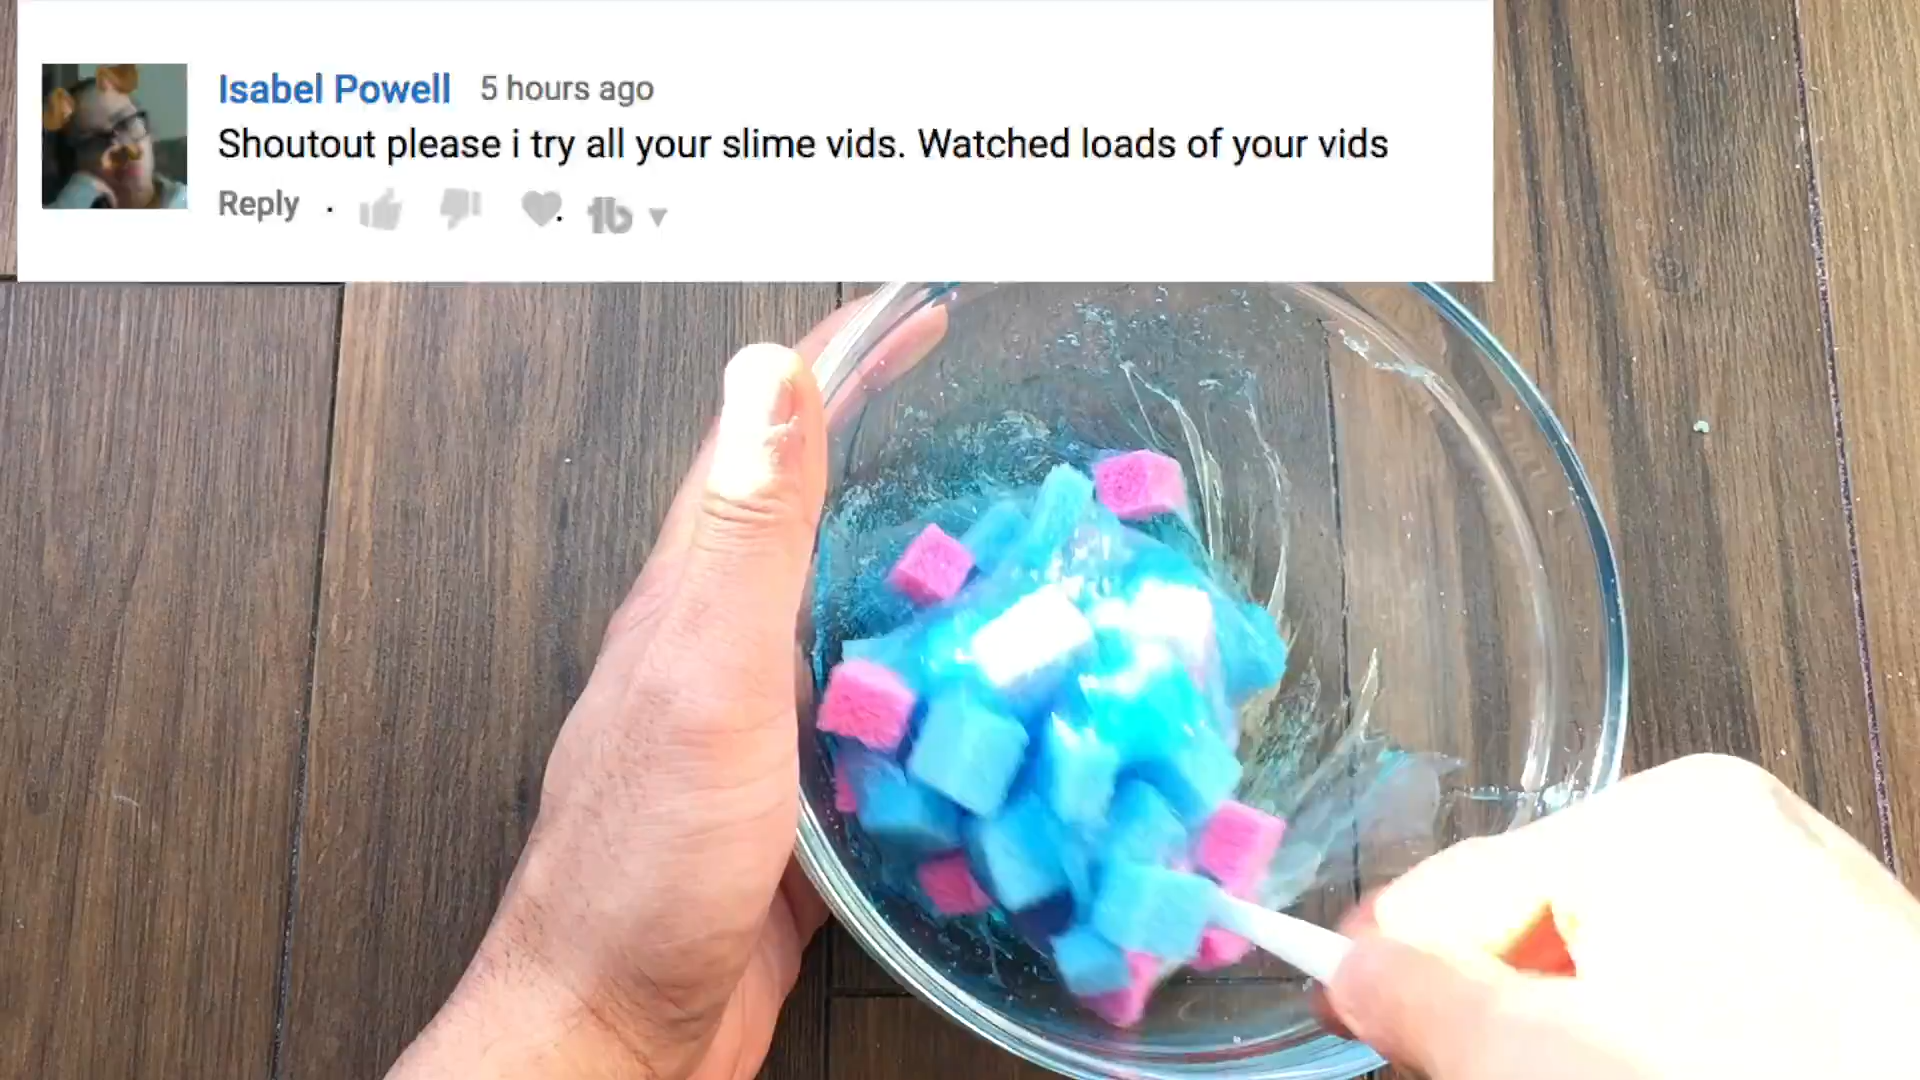 Isabel Powell 5 hours ago
Shoutout please i try all your slime vids. Watched loads of your vids
Reply